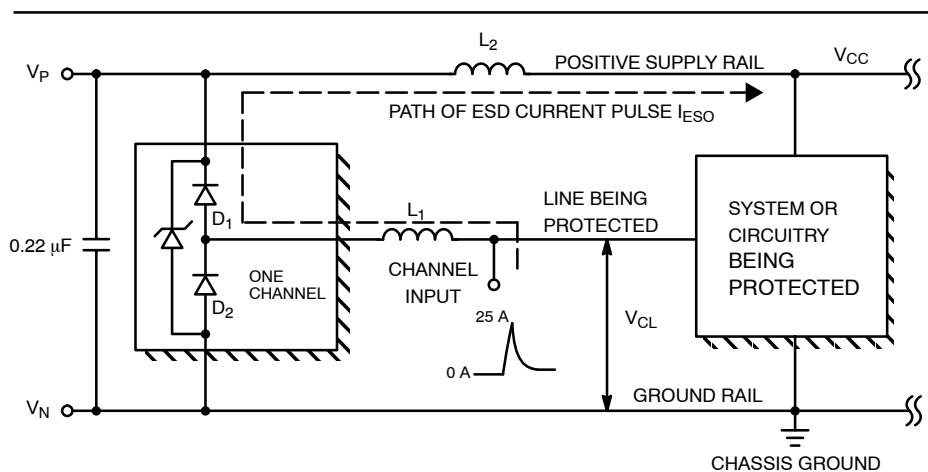 L2
VP
POSITIVE SUPPLY RAIL
VCC
PATH OF ESD CURRENT PULSE IESO
D1
L1
LINE BEING
PROTECTED
SYSTEM OR
CIRCUITRY
BEING
PROTECTED
0.22 μF
ONE
CHANNEL
D2
CHANNEL
INPUT
25 A
0 A
VCL
VN
GROUND RAIL
CHASSIS GROUND